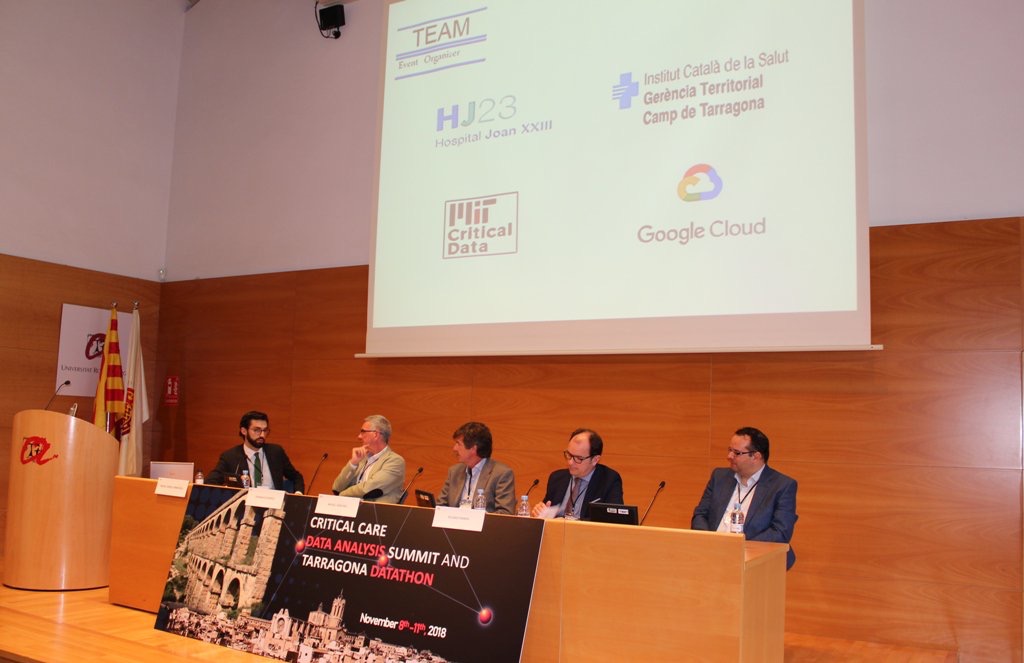 TEAM
Event Organizer
HJ23
Hospital Joan XXIII
Institut Català de la Salut
Gerència Territorial
Camp de Tarragona
MIT
Critical
Data
Google Cloud
UNIVERSITAT
CRITICAL CARE
DATA ANALYSIS SUMMIT AND
TARRAGONA DATATHON
November 8th-11th, 2018